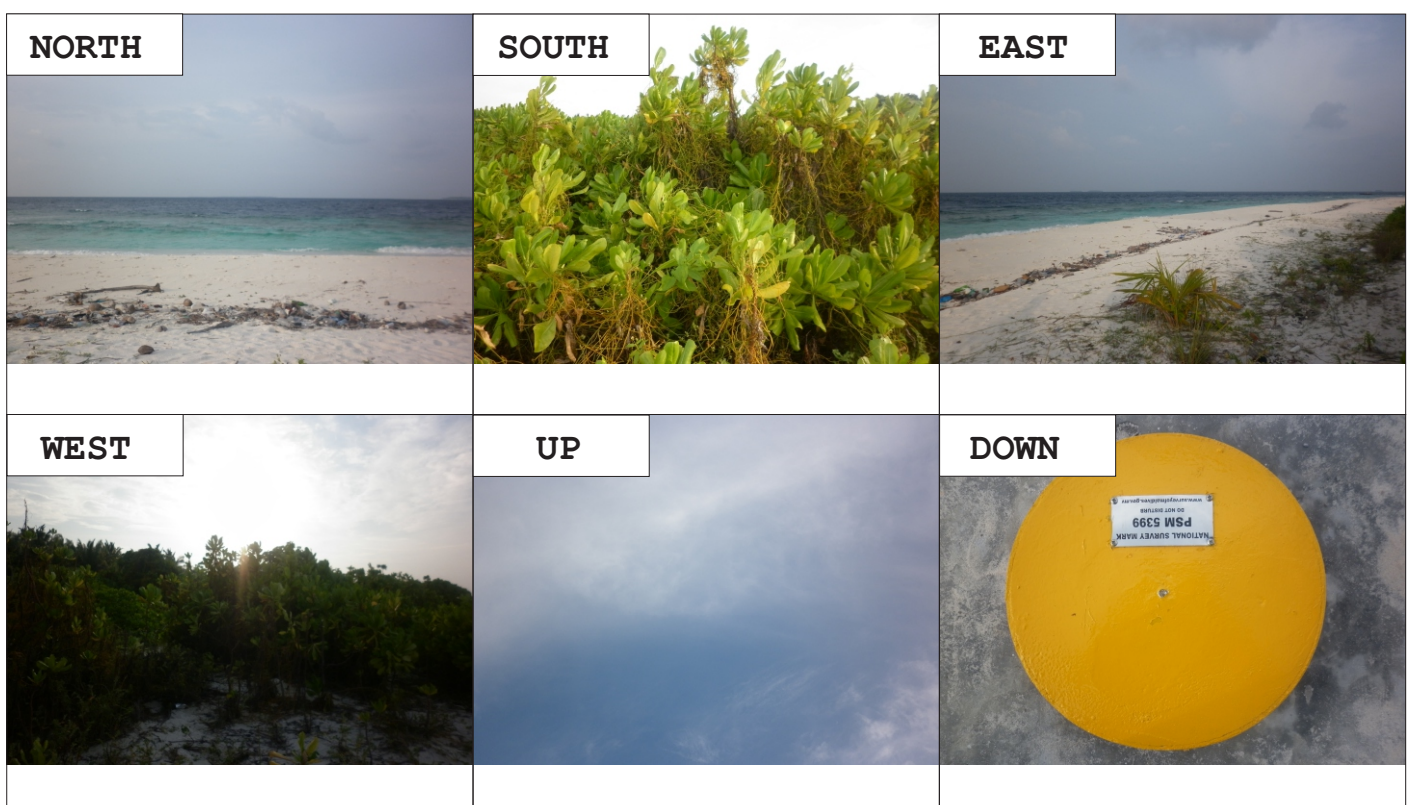 NORTH
SOUTH
EAST
WEST
UP
DOWN
NATIONAL SURVEY MARK
PSM 5399
DO NOT DISTURB